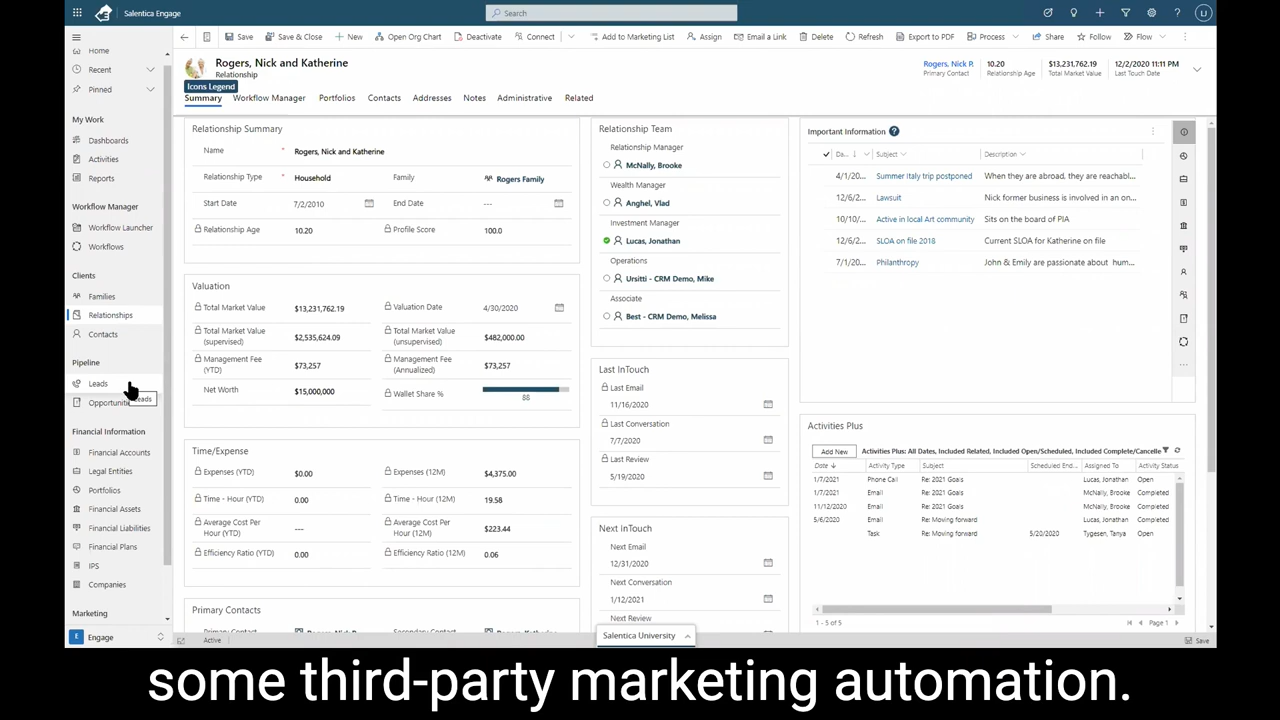 Salentica Engage
Search
Save
Save & Close
New
Open Org Chart
Deactivate
Connect
Add to Marketing List
Assign
Email a Link
Delete
Refresh
Export to PDF
Process
Share
Follow
Flow
Home
Recent
Pinned
My Work
Dashboards
Activities
Reports
Workflow Manager
Workflow Launcher
Workflows
Clients
Families
Relationships
Contacts
Pipeline
Leads
Opportunitie
Leads
Financial Information
Financial Accounts
Legal Entities
Portfolios
Financial Assets
Financial Liabilities
Financial Plans
IPS
Companies
Marketing
E Engage
Rogers, Nick and Katherine
Relationship
Icons Legend
Rogers, Nick P.
Primary Contact
10.20
Relationship Age
$13,231,762.19
Total Market Value
12/2/2020 11:11 PM
Last Touch Date
Summary Workflow Manager Portfolios Contacts Addresses Notes Administrative Related
Relationship Summary
Name * Rogers, Nick and Katherine
Relationship Type * Household Family Rogers Family
Start Date 7/2/2010 End Date ---
Relationship Age 10.20 Profile Score 100.0
Valuation
Total Market Value $13,231,762.19 Valuation Date 4/30/2020
Total Market Value (supervised) $2,535,624.09 Total Market Value (unsupervised) $482,000.00
Management Fee (YTD) $73,257 Management Fee (Annualized) $73,257
Net Worth $15,000,000 Wallet Share % 88
Time/Expense
Expenses (YTD) $0.00 Expenses (12M) $4,375.00
Time - Hour (YTD) 0.00 Time - Hour (12M) 19.58
Average Cost Per Hour (YTD) --- Average Cost Per Hour (12M) $223.44
Efficiency Ratio (YTD) 0.00 Efficiency Ratio (12M) 0.06
Primary Contacts
Active
Relationship Team
Relationship Manager
McNally, Brooke
Wealth Manager
Anghel, Vlad
Investment Manager
Lucas, Jonathan
Operations
Ursitti - CRM Demo, Mike
Associate
Best - CRM Demo, Melissa
Last InTouch
Last Email
11/16/2020
Last Conversation
7/7/2020
Last Review
5/19/2020
Next InTouch
Next Email
12/31/2020
Next Conversation
1/12/2021
Next Review
Salentica University
Important Information
Da... Subject Description
4/1/20... Summer Italy trip postponed When they are abroad, they are reachabl...
12/6/2... Lawsuit Nick former business is involved in an on...
10/10/... Active in local Art community Sits on the board of PIA
12/6/2... SLOA on file 2018 Current SLOA for Katherine on file
7/1/20... Philanthropy John & Emily are passionate about hum...
Activities Plus
Add New Activities Plus: All Dates, Included Related, Included Open/Scheduled, Included Complete/Cancelle
Date Activity Type Subject Scheduled End... Assigned To Activity Status
1/7/2021 Phone Call Re: 2021 Goals Lucas, Jonathan Open
1/7/2021 Email Re: 2021 Goals McNally, Brooke Completed
11/12/2020 Email Re: 2021 Goals McNally, Brooke Completed
5/6/2020 Email Re: Moving forward Lucas, Jonathan Completed
Task Re: Moving forward 5/20/2020 Tygesen, Tanya Open
1 - 5 of 5
Page 1
Save
some third-party marketing automation.